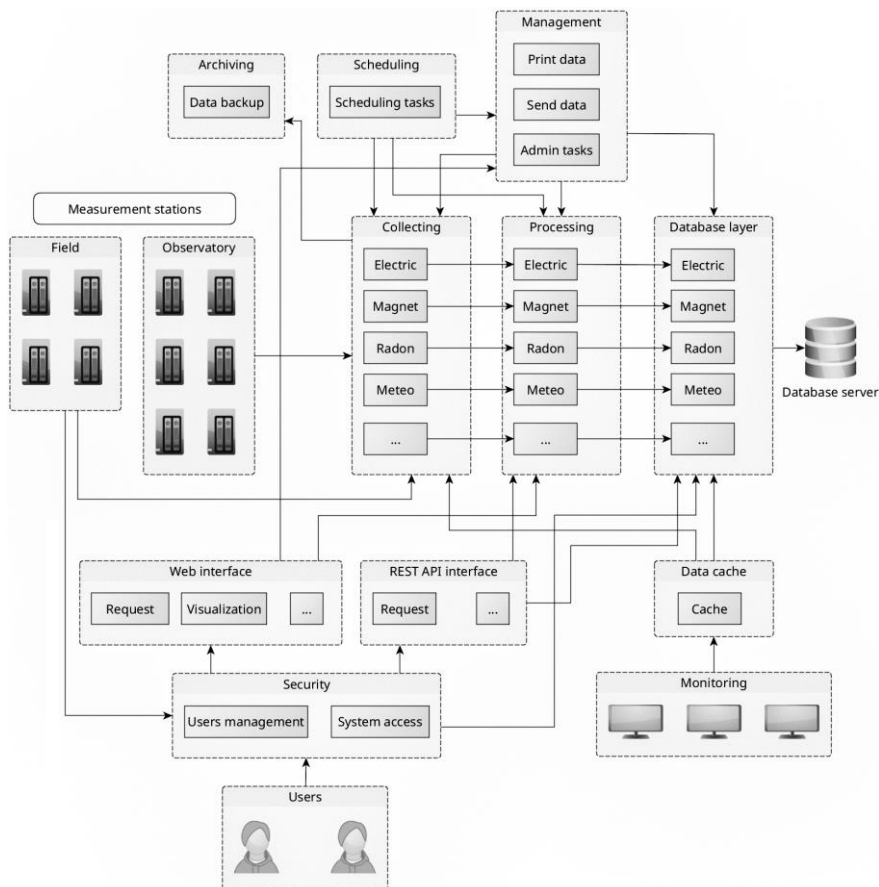 Management
Print data
Send data
Admin tasks
Archiving
Data backup
Scheduling
Scheduling tasks
Measurement stations
Field
Observatory
Collecting
Electric
Magnet
Radon
Meteo
...
Processing
Electric
Magnet
Radon
Meteo
...
Database layer
Electric
Magnet
Radon
Meteo
...
Database server
Web interface
Request
Visualization
...
REST API interface
Request
...
Data cache
Cache
Security
Users management
System access
Monitoring
Users